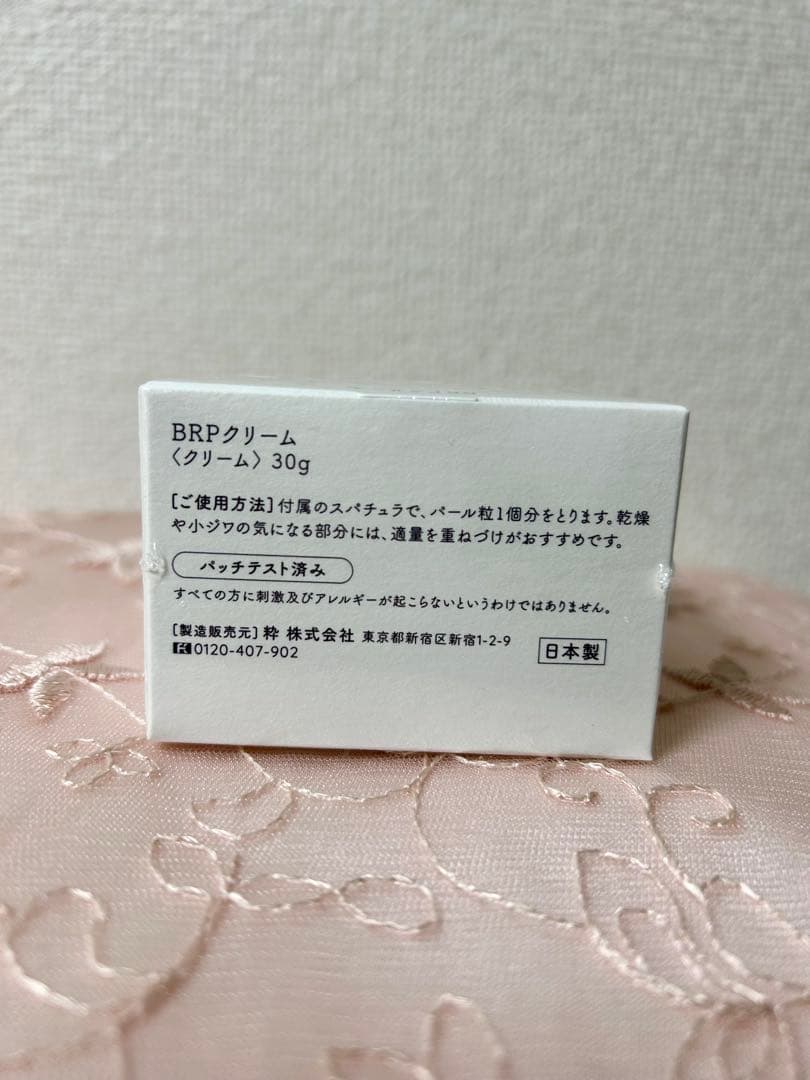 BRPクリーム
〈クリーム〉30g
[ご使用方法]付属のスパチュラで、パール粒1個分をとります。乾燥
や小ジワの気になる部分には、適量を重ねづけがおすすめです。
パッチテスト済み
すべての方に刺激及びアレルギーが起こらないというわけではありません。
[製造販売元]粋 株式会社 東京都新宿区新宿1-2-9
0120-407-902
日本製